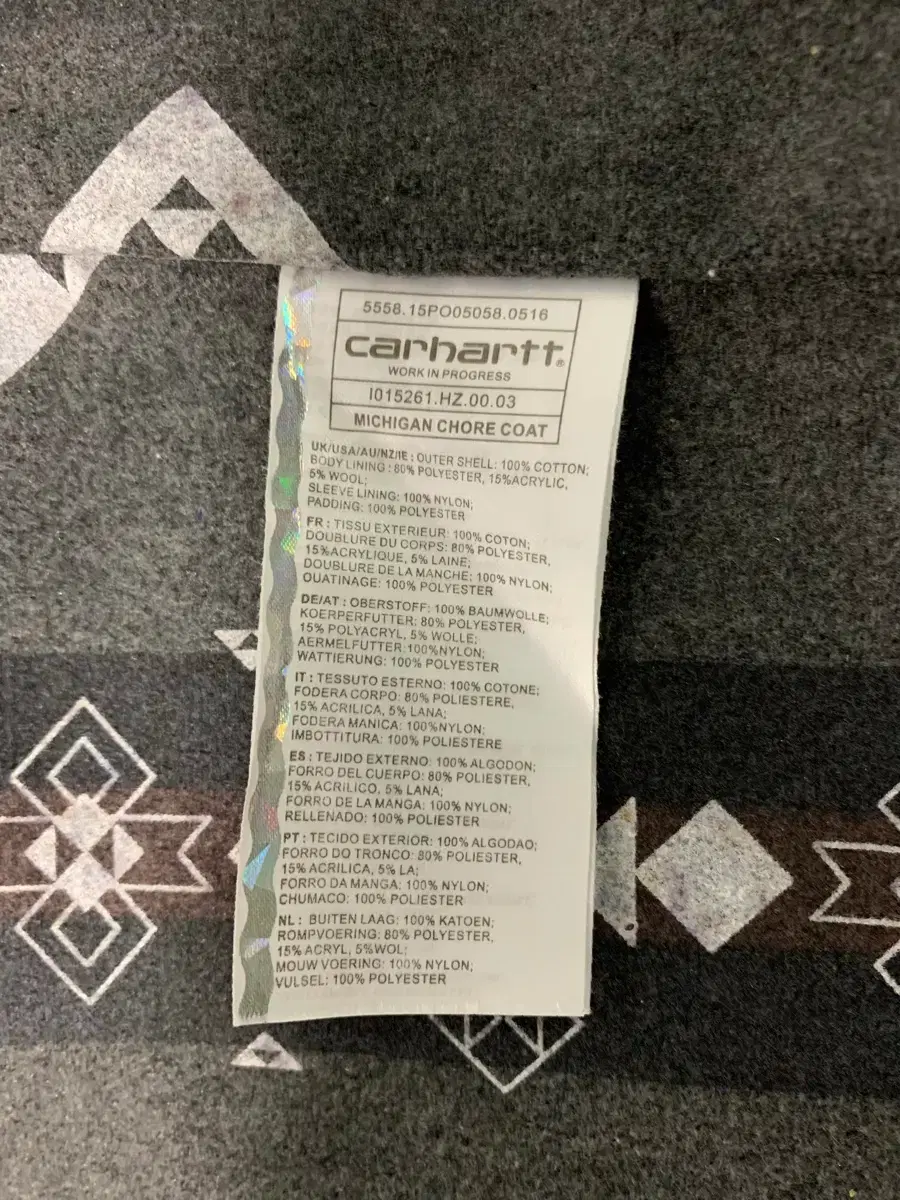 5558.15PO05058.0516
carhartt®
WORK IN PROGRESS
I015261.HZ.00.03
MICHIGAN CHORE COAT
UK/USA/AU/NZ/IE : OUTER SHELL: 100% COTTON;
BODY LINING : 80% POLYESTER, 15%ACRYLIC,
5% WOOL;
SLEEVE LINING: 100% NYLON;
PADDING: 100% POLYESTER
FR : TISSU EXTERIEUR: 100% COTON;
DOUBLURE DU CORPS: 80% POLYESTER,
15%ACRYLIQUE, 5% LAINE;
DOUBLURE DE LA MANCHE: 100% NYLON;
OUATINAGE: 100% POLYESTER
DE/AT : OBERSTOFF: 100% BAUMWOLLE;
KOERPERFUTTER: 80% POLYESTER,
15% POLYACRYL, 5% WOLLE;
AERMELFUTTER:100%NYLON;
WATTIERUNG: 100% POLYESTER
IT : TESSUTO ESTERNO: 100% COTONE;
FODERA CORPO: 80% POLIESTERE,
15% ACRILICA, 5% LANA;
FODERA MANICA: 100%NYLON;
IMBOTTITURA: 100% POLIESTERE
ES : TEJIDO EXTERNO: 100% ALGODON;
FORRO DEL CUERPO: 80% POLIESTER,
15% ACRILICO, 5% LANA;
FORRO DE LA MANGA: 100% NYLON;
RELLENADO: 100% POLIESTER
PT : TECIDO EXTERIOR: 100% ALGODAO;
FORRO DO TRONCO: 80% POLIESTER,
15% ACRILICA, 5% LA;
FORRO DA MANGA: 100% NYLON;
CHUMACO: 100% POLIESTER
NL : BUITEN LAAG: 100% KATOEN;
ROMPVOERING: 80% POLYESTER,
15% ACRYL, 5%WOL;
MOUW VOERING: 100% NYLON;
VULSEL: 100% POLYESTER